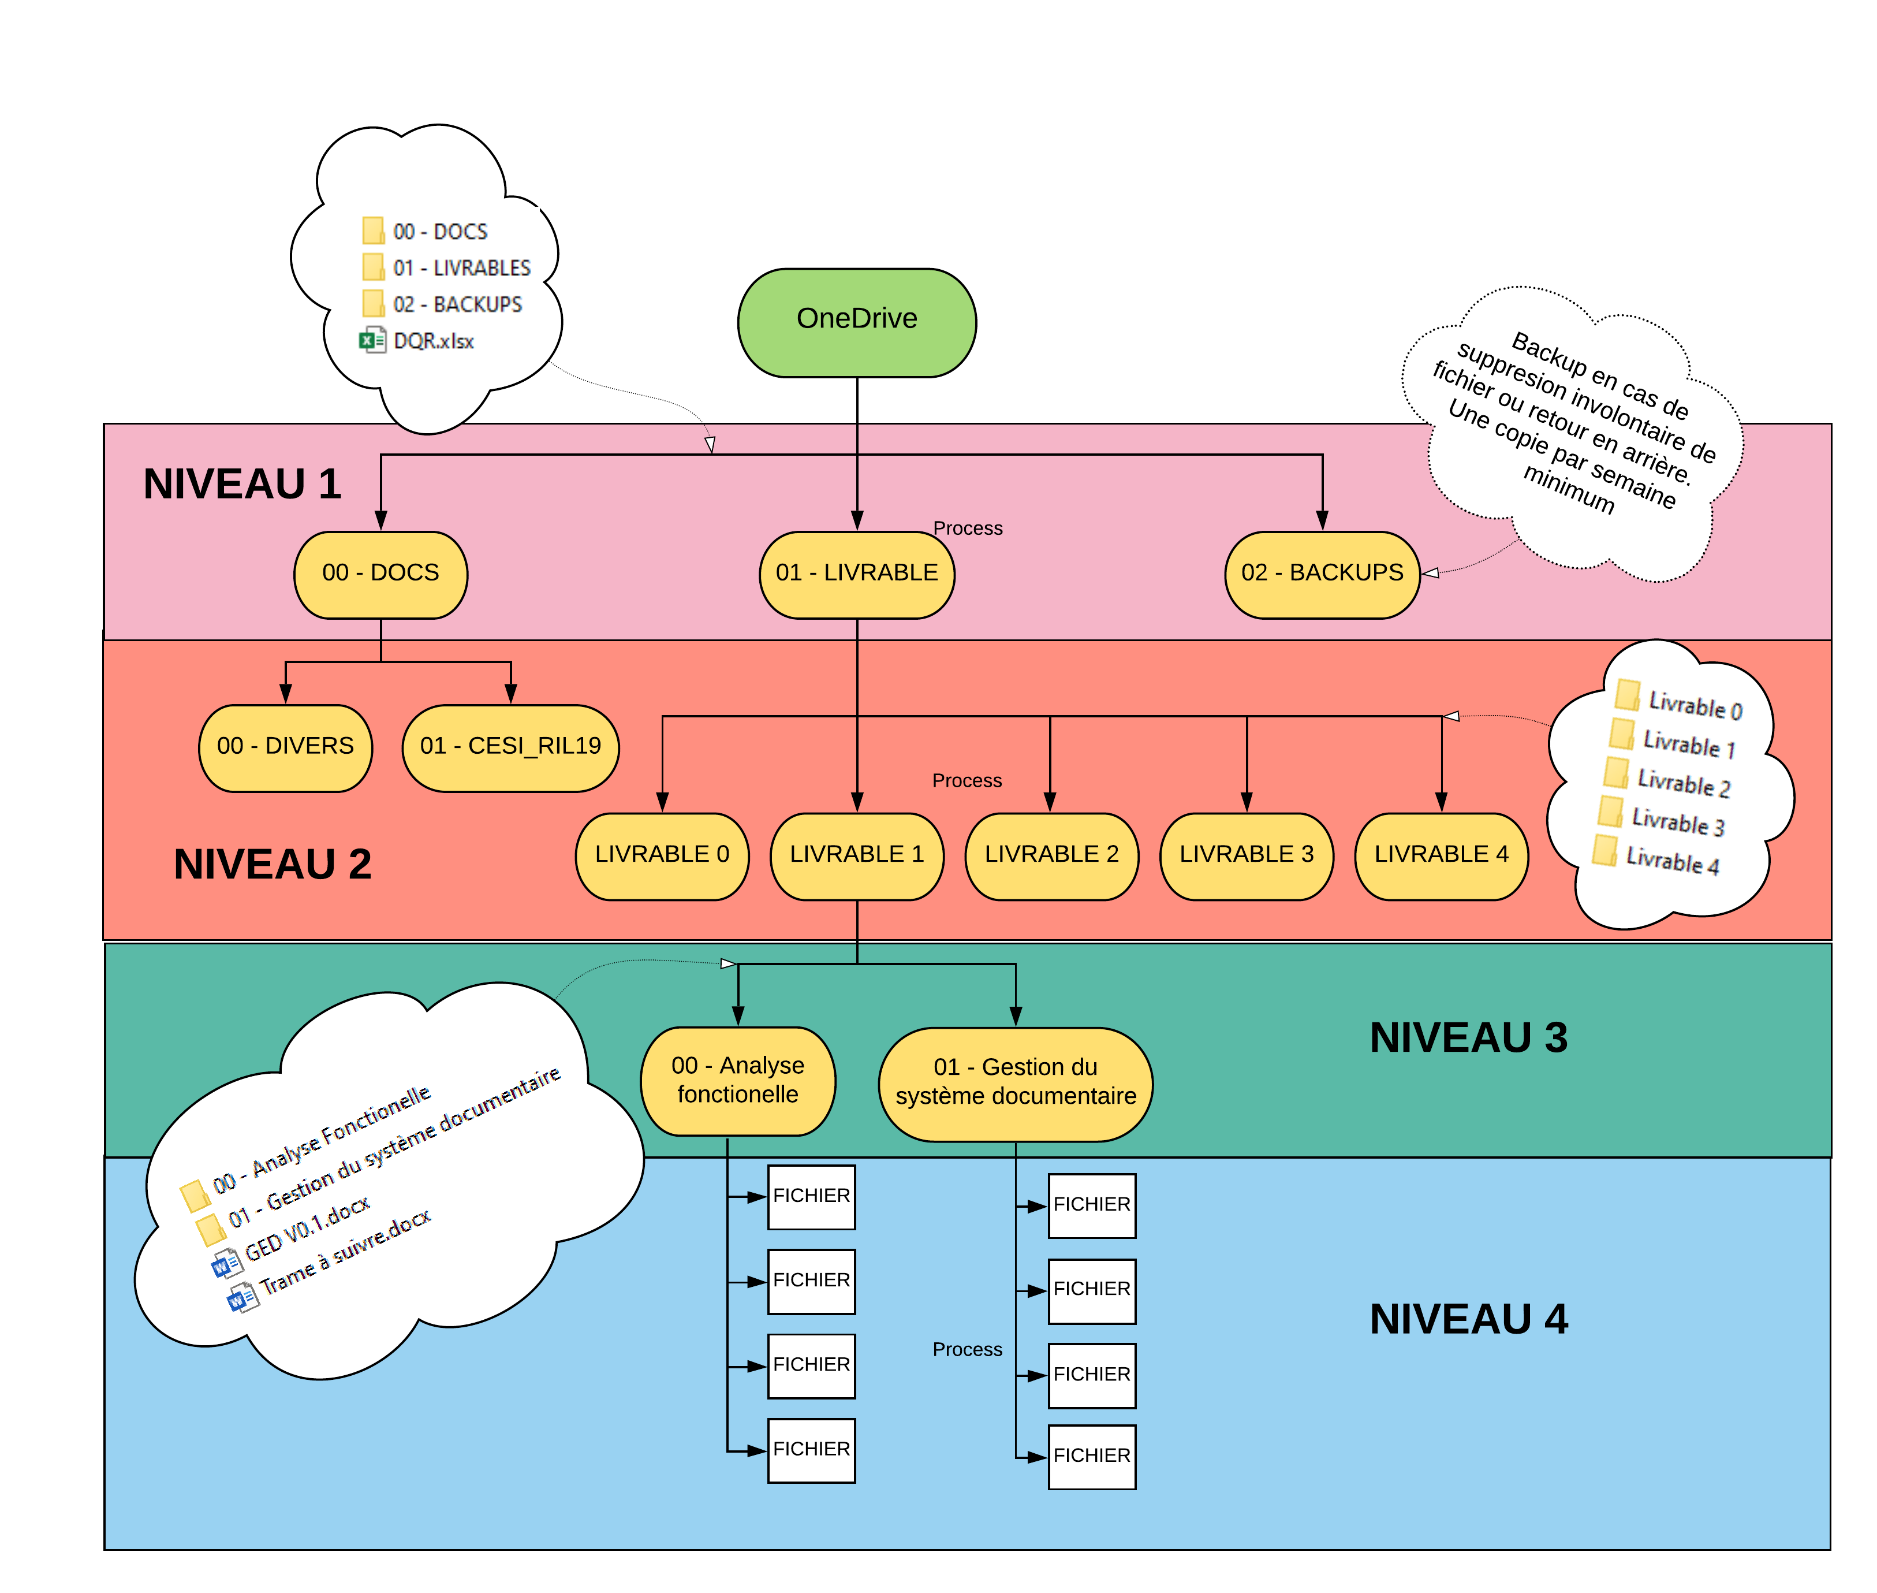 00 - DOCS
01 - LIVRABLES
02 - BACKUPS
DQR.xlsx
OneDrive
Backup en cas de
suppresion involontaire de
fichier ou retour en arrière.
Une copie par semaine
minimum
NIVEAU 1
Process
00 - DOCS
01 - LIVRABLE
02 - BACKUPS
Livrable 0
Livrable 1
Livrable 2
Livrable 3
Livrable 4
00 - DIVERS
01 - CESI_RIL19
Process
NIVEAU 2
LIVRABLE 0
LIVRABLE 1
LIVRABLE 2
LIVRABLE 3
LIVRABLE 4
NIVEAU 3
00 - Analyse
fonctionelle
01 - Gestion du
système documentaire
00 - Analyse Fonctionelle
01 - Gestion du système documentaire
GED V0.1.docx
Trame à suivre.docx
NIVEAU 4
FICHIER
FICHIER
FICHIER
FICHIER
Process
FICHIER
FICHIER
FICHIER
FICHIER